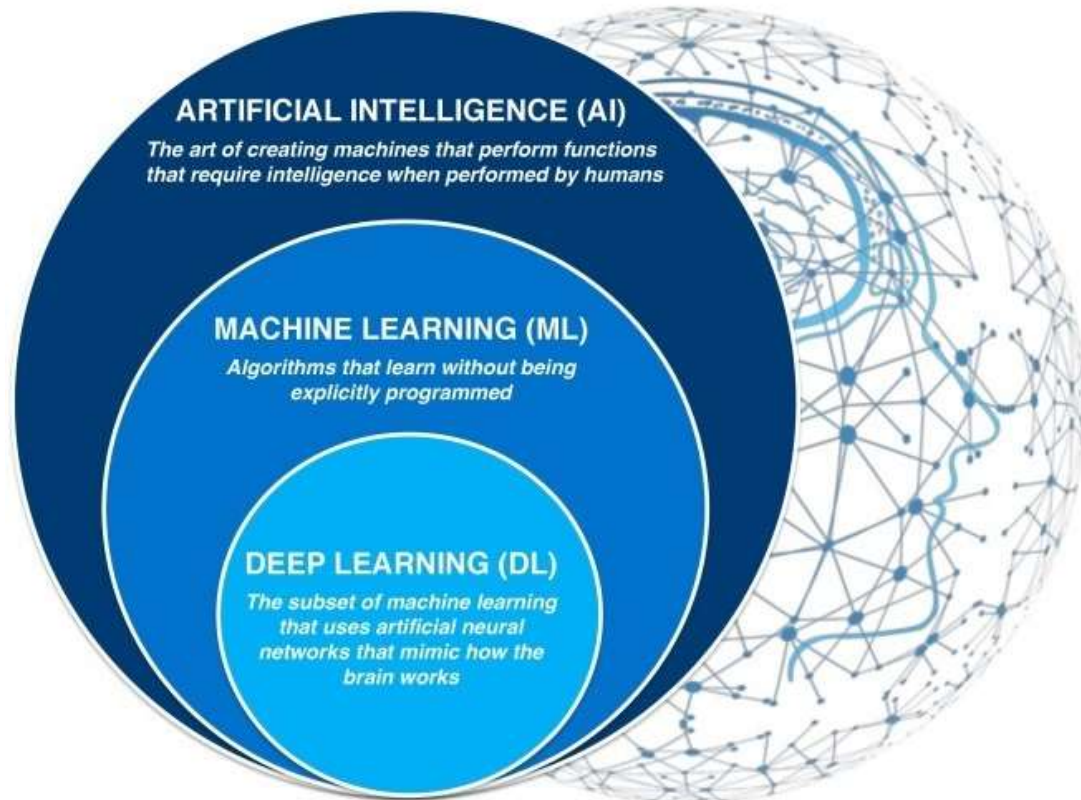 ARTIFICIAL INTELLIGENCE (AI)
The art of creating machines that perform functions
that require intelligence when performed by humans
MACHINE LEARNING (ML)
Algorithms that learn without being
explicitly programmed
DEEP LEARNING (DL)
The subset of machine learning
that uses artificial neural
networks that mimic how the
brain works